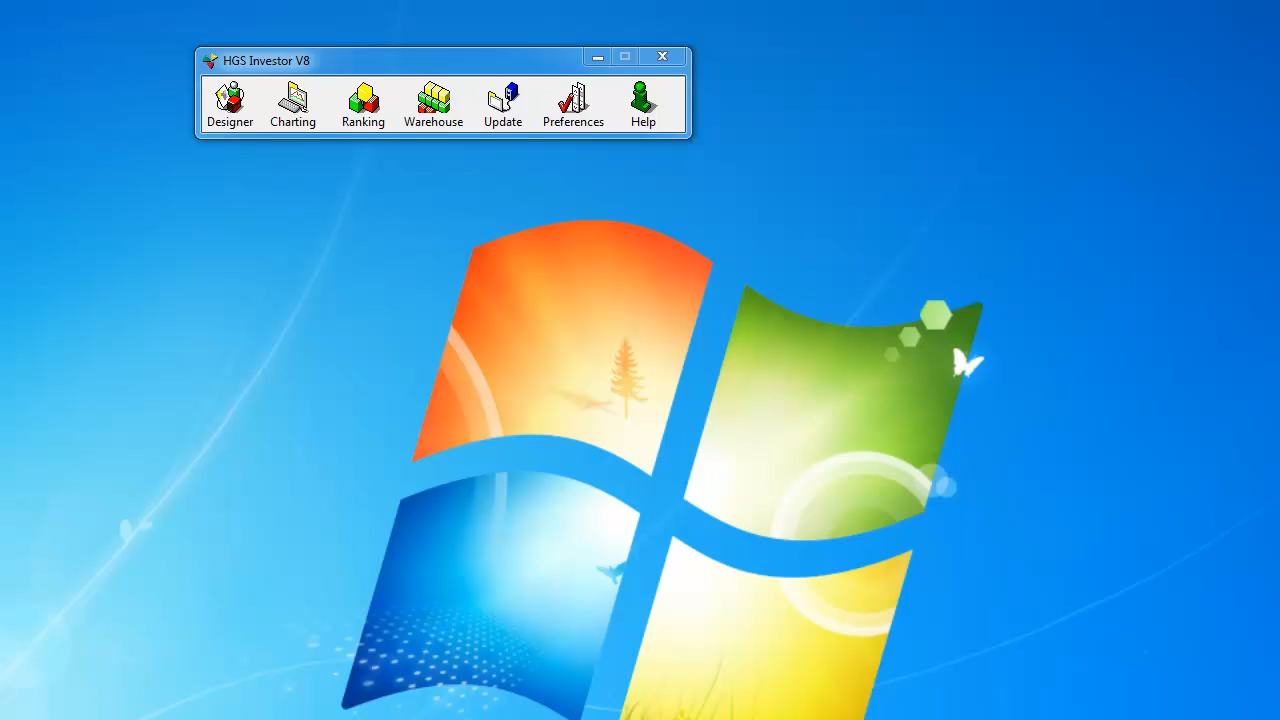 HGS Investor V8
Designer Charting Ranking Warehouse Update Preferences Help